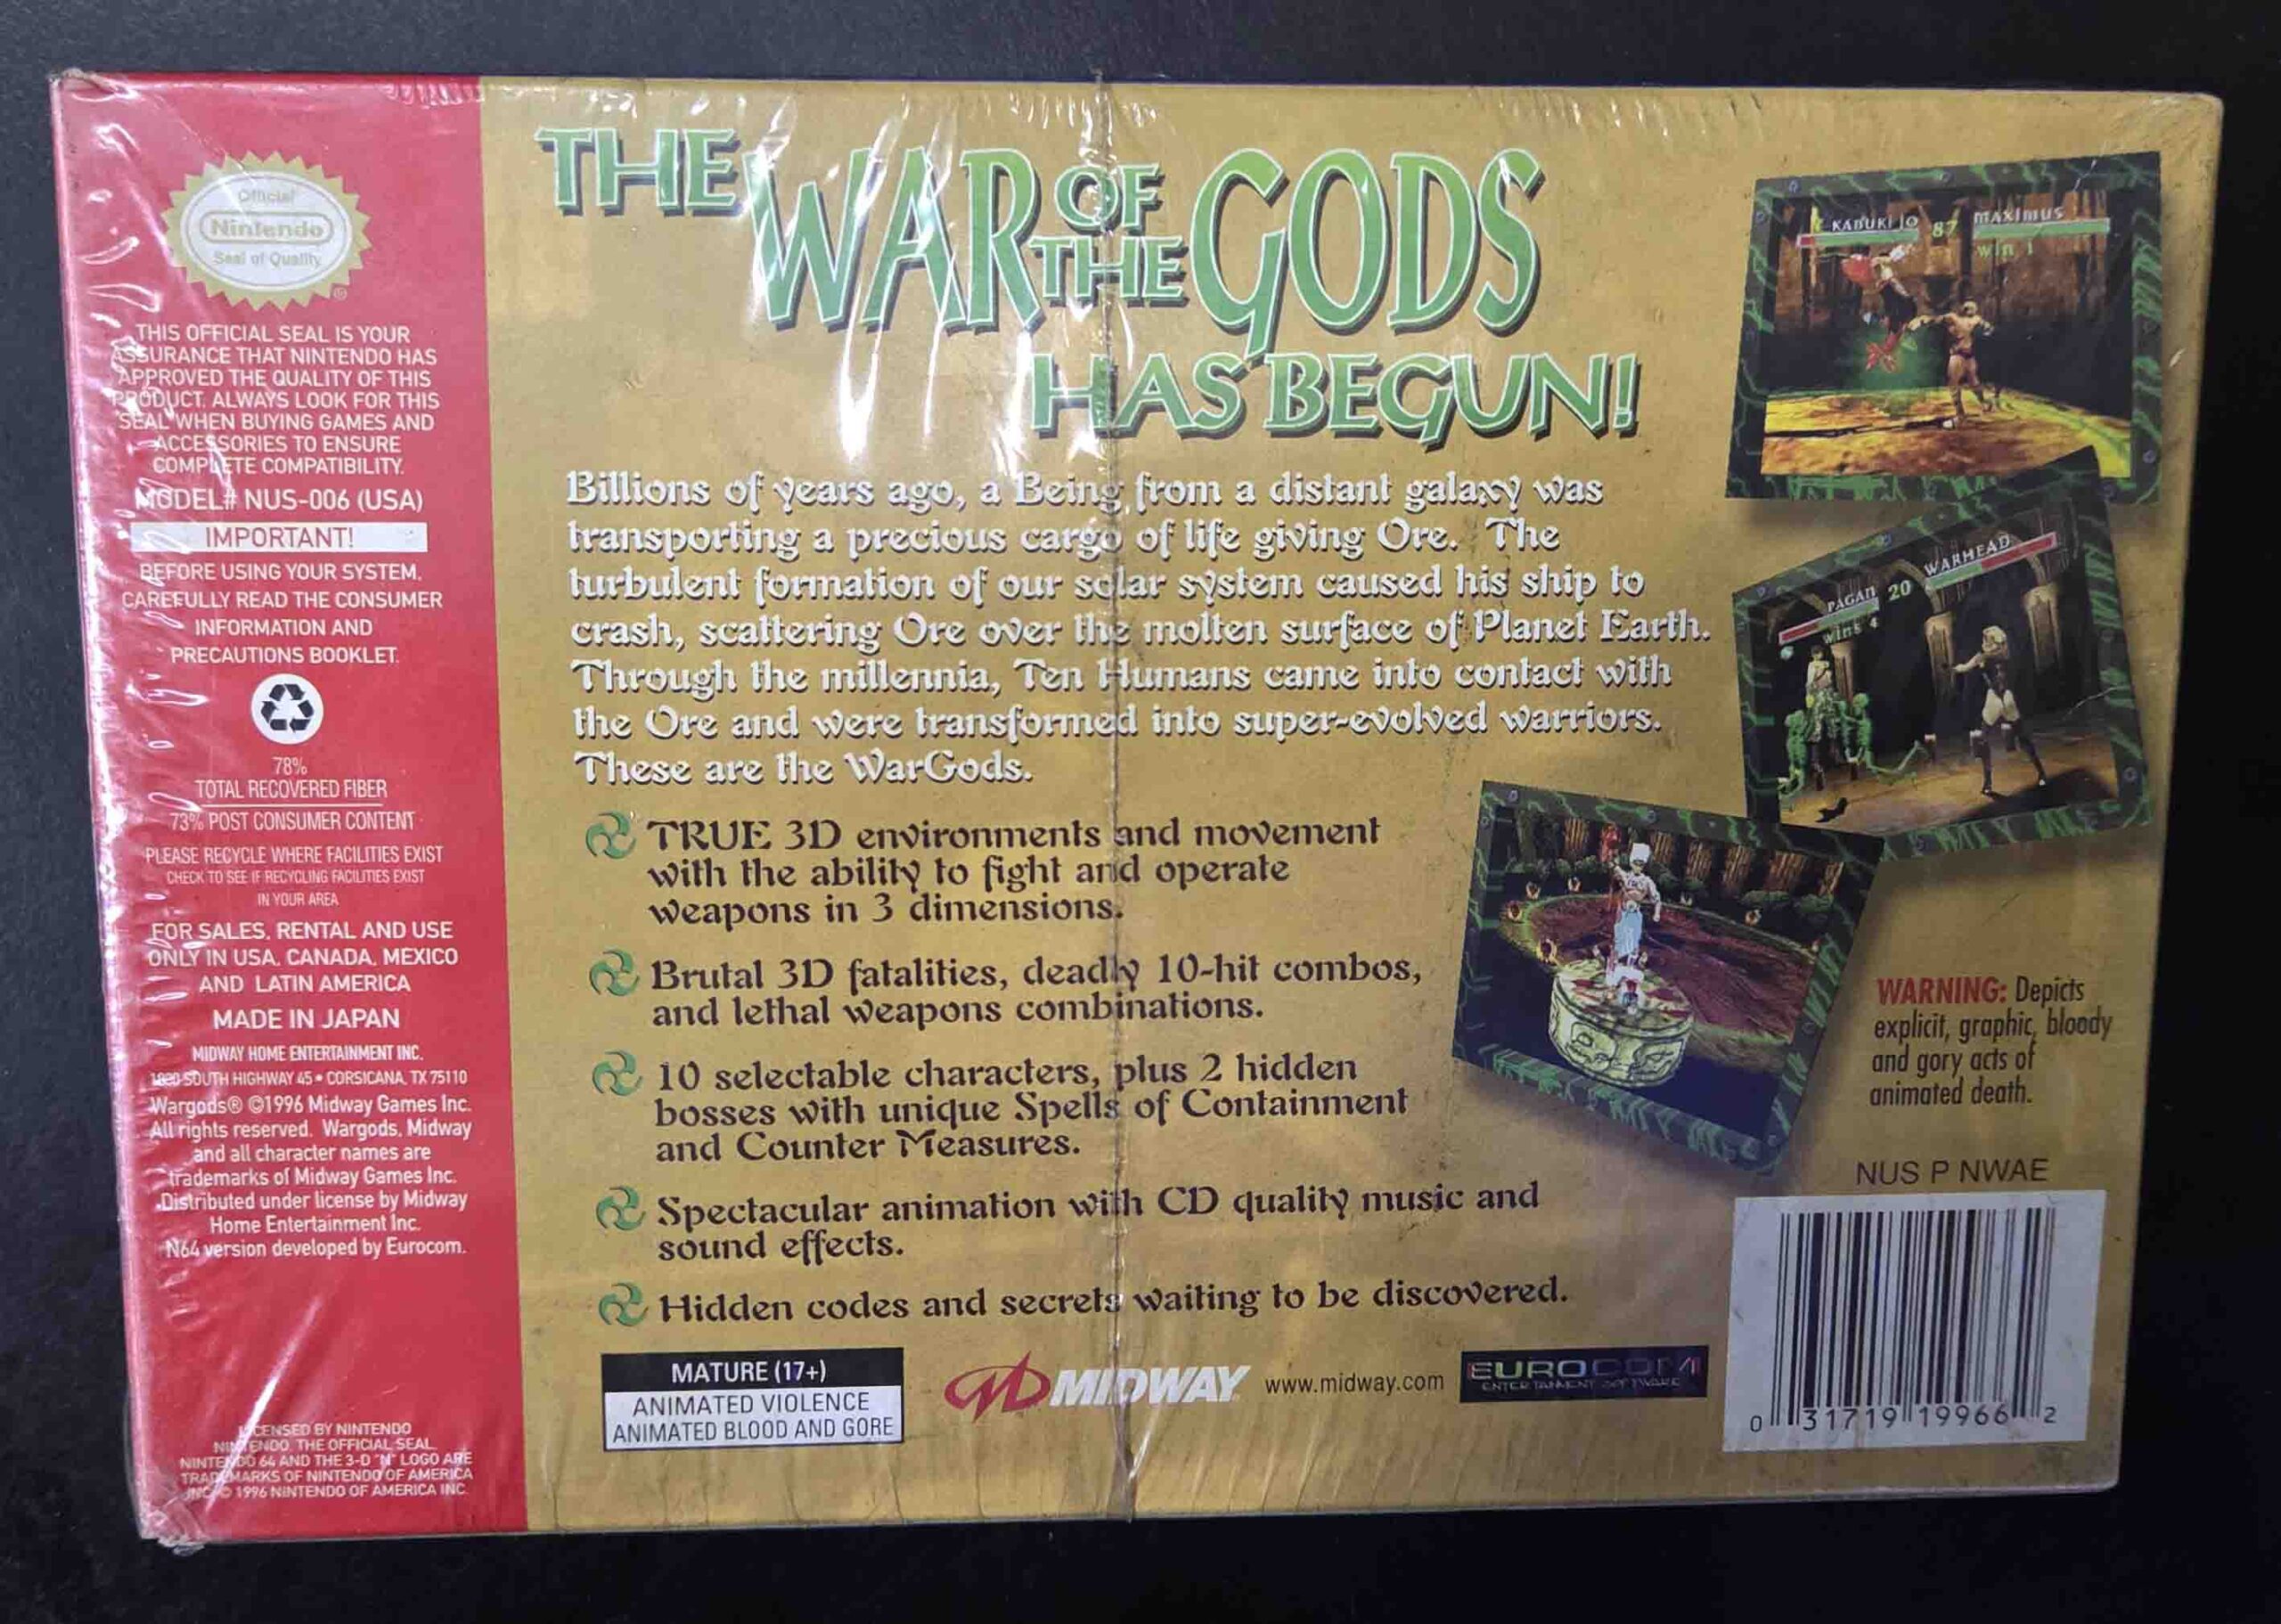 Official
Nintendo
Seal of Quality
®
THIS OFFICIAL SEAL IS YOUR
ASSURANCE THAT NINTENDO HAS
APPROVED THE QUALITY OF THIS
PRODUCT. ALWAYS LOOK FOR THIS
SEAL WHEN BUYING GAMES AND
ACCESSORIES TO ENSURE
COMPLETE COMPATIBILITY.
MODEL# NUS-006 (USA)
IMPORTANT!
BEFORE USING YOUR SYSTEM,
CAREFULLY READ THE CONSUMER
INFORMATION AND
PRECAUTIONS BOOKLET.
78%
TOTAL RECOVERED FIBER
73% POST CONSUMER CONTENT
PLEASE RECYCLE WHERE FACILITIES EXIST
CHECK TO SEE IF RECYCLING FACILITIES EXIST
IN YOUR AREA
FOR SALES, RENTAL AND USE
ONLY IN USA, CANADA, MEXICO
AND LATIN AMERICA
MADE IN JAPAN
MIDWAY HOME ENTERTAINMENT INC.
1800 SOUTH HIGHWAY 45 • CORSICANA, TX 75110
Wargods® ©1996 Midway Games Inc.
All rights reserved. Wargods, Midway
and all character names are
trademarks of Midway Games Inc.
Distributed under license by Midway
Home Entertainment Inc.
N64 version developed by Eurocom.
LICENSED BY NINTENDO
NINTENDO, THE OFFICIAL SEAL,
NINTENDO 64 AND THE 3-D "N" LOGO ARE
TRADEMARKS OF NINTENDO OF AMERICA
INC. © 1996 NINTENDO OF AMERICA INC.
THE WAR OF THE GODS
HAS BEGUN!
Billions of years ago, a Being from a distant galaxy was
transporting a precious cargo of life giving Ore. The
turbulent formation of our solar system caused his ship to
crash, scattering Ore over the molten surface of Planet Earth.
Through the millennia, Ten Humans came into contact with
the Ore and were transformed into super-evolved warriors.
These are the WarGods.
TRUE 3D environments and movement
with the ability to fight and operate
weapons in 3 dimensions.
Brutal 3D fatalities, deadly 10-hit combos,
and lethal weapons combinations.
10 selectable characters, plus 2 hidden
bosses with unique Spells of Containment
and Counter Measures.
Spectacular animation with CD quality music and
sound effects.
Hidden codes and secrets waiting to be discovered.
MATURE (17+)
ANIMATED VIOLENCE
ANIMATED BLOOD AND GORE
MIDWAY
www.midway.com
EUROCOM
ENTERTAINMENT SOFTWARE
KABUKI JO 87 MAXIMUS
win 1
PAGAN 20 WARHEAD
wins 4
WARNING: Depicts
explicit, graphic, bloody
and gory acts of
animated death.
NUS P NWAE
0 31719 19966 2